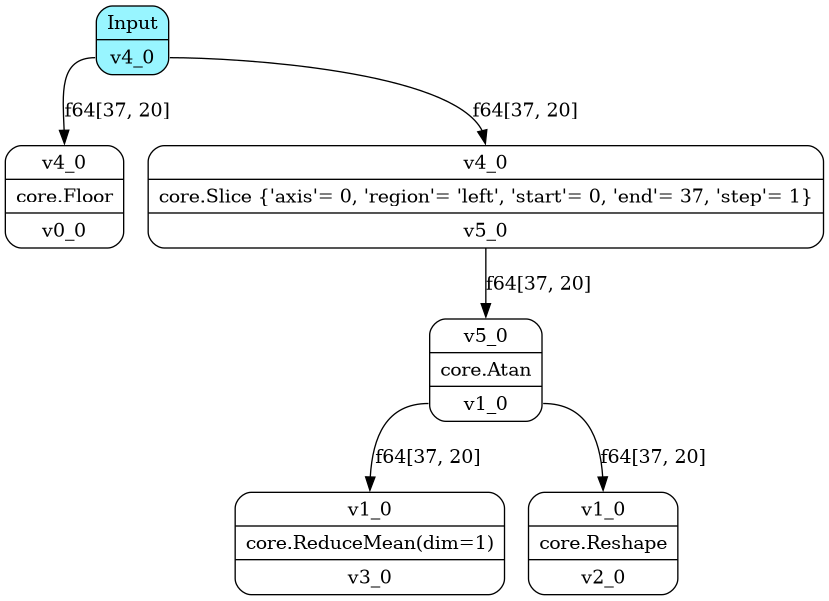 Input
v4_0
f64[37, 20]
f64[37, 20]
v4_0
core.Floor
v0_0
v4_0
core.Slice {'axis'= 0, 'region'= 'left', 'start'= 0, 'end'= 37, 'step'= 1}
v5_0
f64[37, 20]
v5_0
core.Atan
v1_0
f64[37, 20]
f64[37, 20]
v1_0
core.ReduceMean(dim=1)
v3_0
v1_0
core.Reshape
v2_0